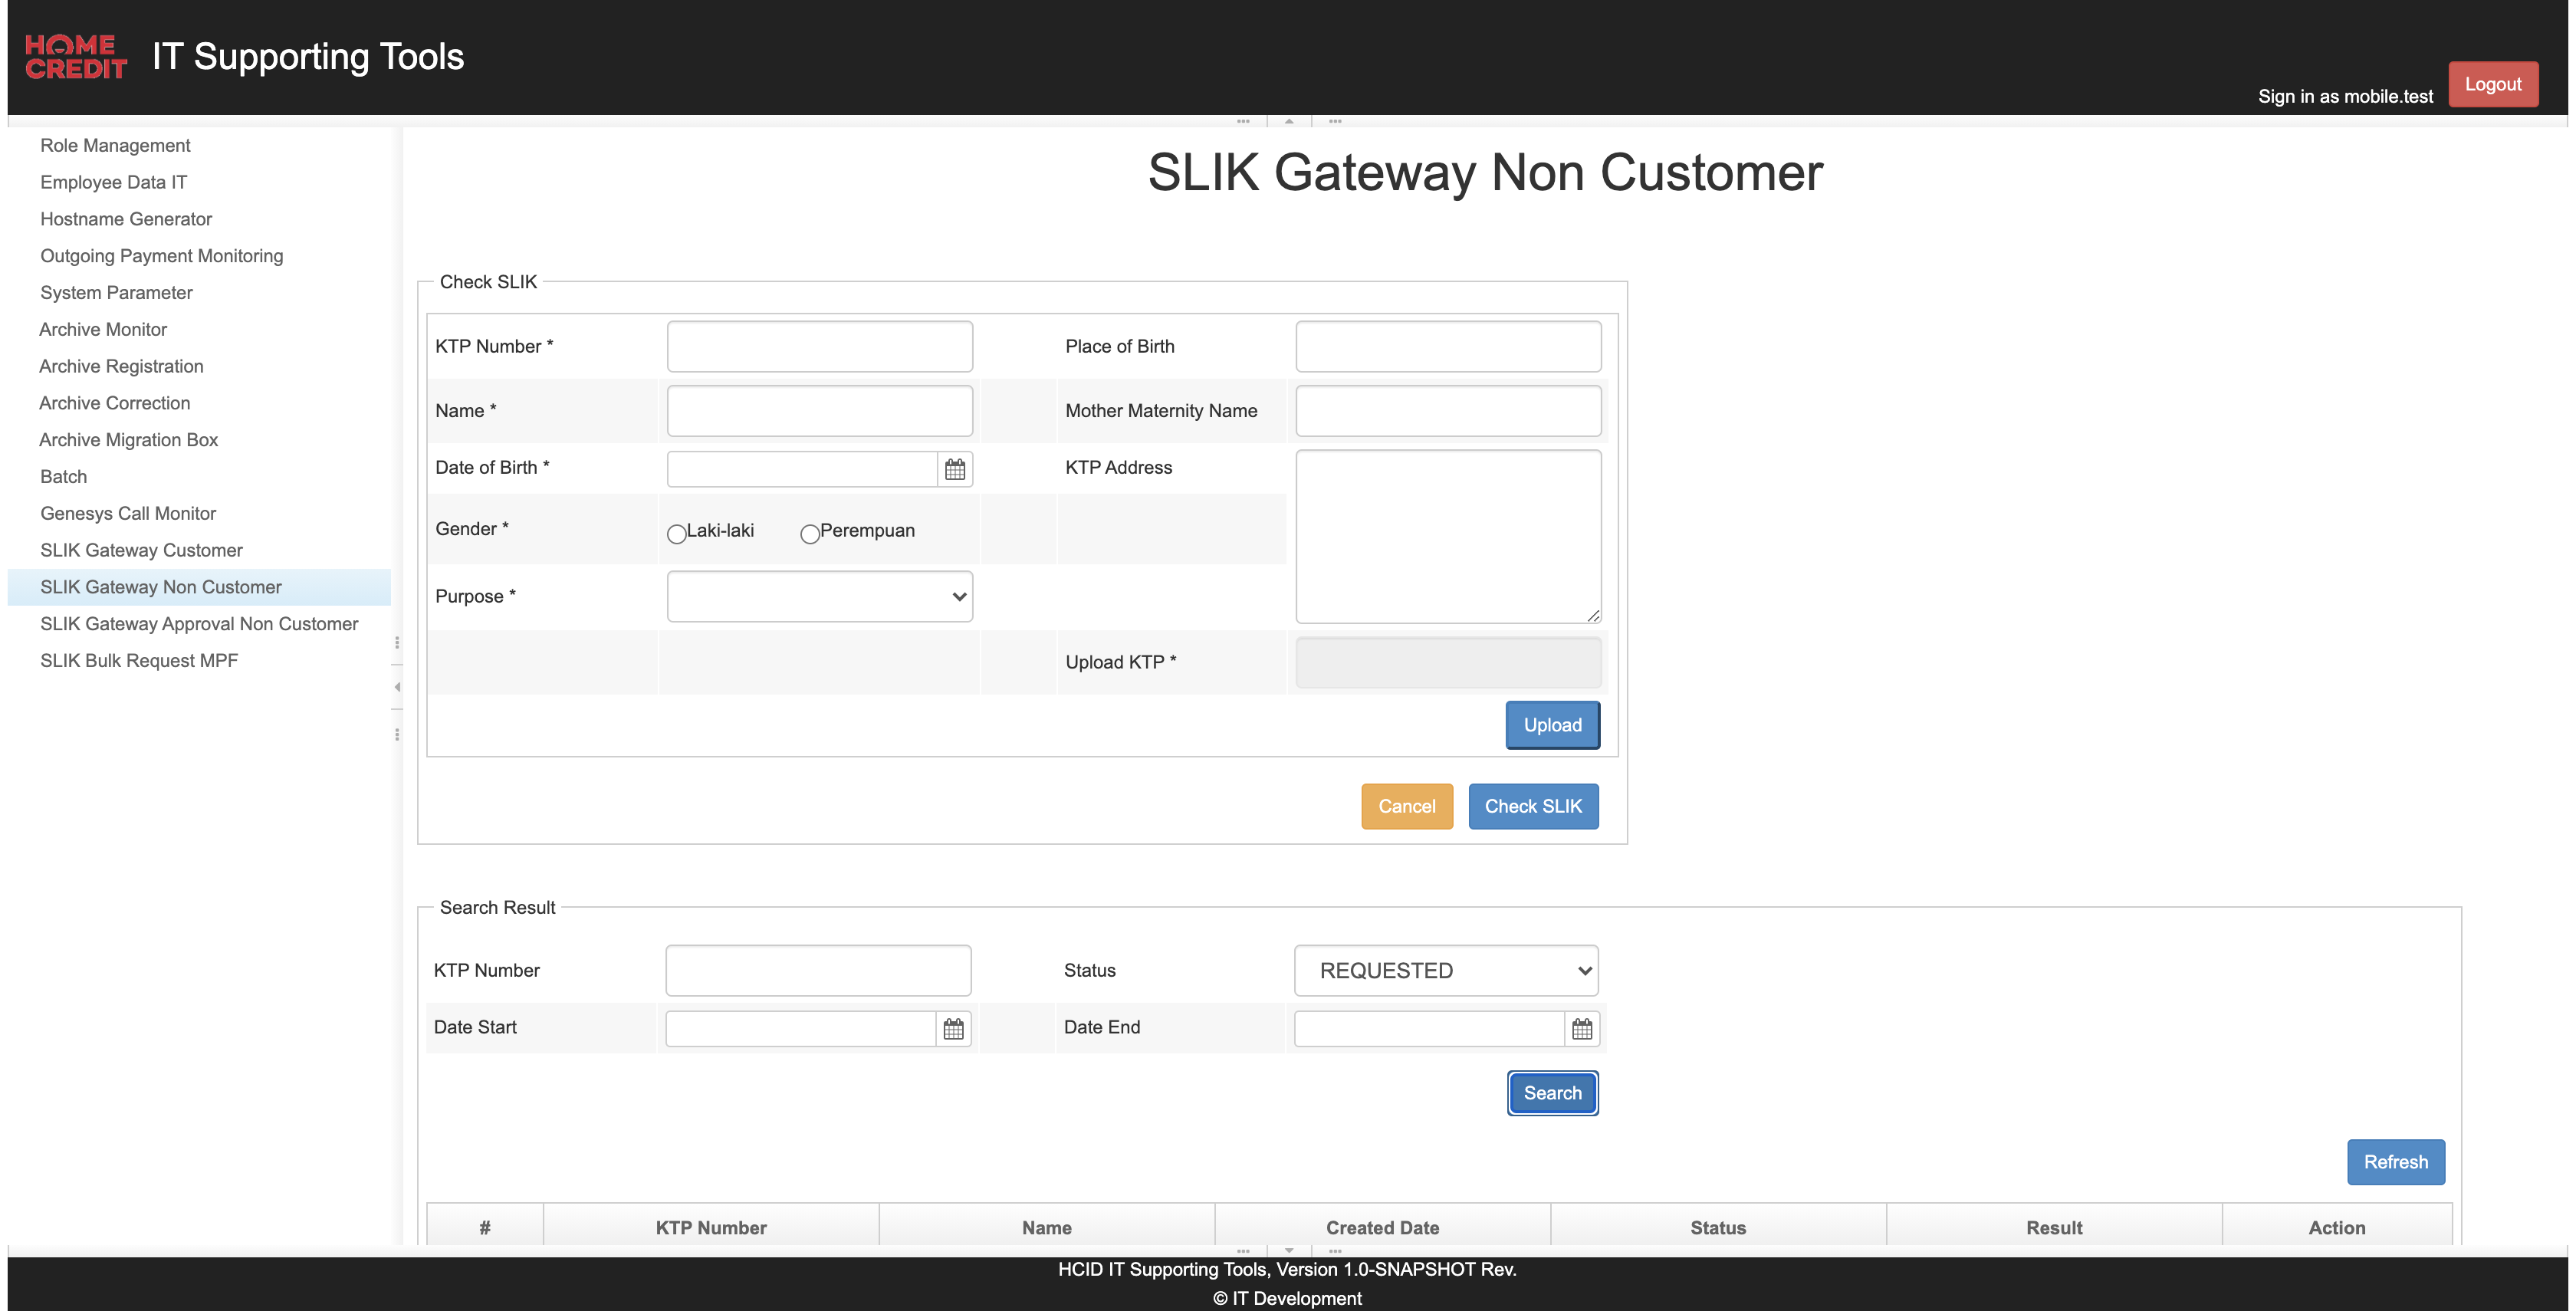 HOME
CREDIT
IT Supporting Tools
Sign in as mobile.test
Logout
Role Management
Employee Data IT
Hostname Generator
Outgoing Payment Monitoring
System Parameter
Archive Monitor
Archive Registration
Archive Correction
Archive Migration Box
Batch
Genesys Call Monitor
SLIK Gateway Customer
SLIK Gateway Non Customer
SLIK Gateway Approval Non Customer
SLIK Bulk Request MPF
SLIK Gateway Non Customer
Check SLIK
KTP Number * Place of Birth
Name * Mother Maternity Name
Date of Birth * KTP Address
Gender * Laki-laki Perempuan
Purpose *
Upload KTP *
Upload
Cancel Check SLIK
Search Result
KTP Number Status REQUESTED
Date Start Date End
Search
Refresh
# KTP Number Name Created Date Status Result Action
HCID IT Supporting Tools, Version 1.0-SNAPSHOT Rev.
© IT Development